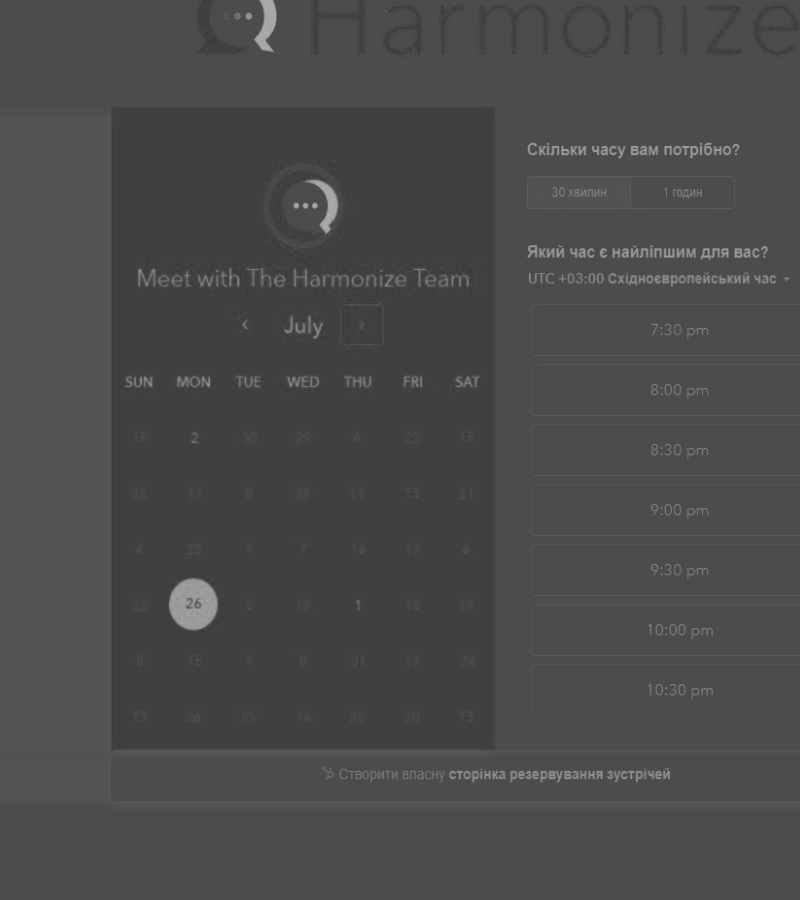 Harmonize
Meet with The Harmonize Team
July
SUN MON TUE WED THU FRI SAT
15 2 30 29 6 22 15
25 17 8 25 11 13 21
4 28 1 7 16 17 6
22 26 2 18 1 16 28
8 15 1 8 31 19 24
13 26 25 16 25 20 13
Скільки часу вам потрібно?
30 хвилин 1 годин
Який час є найліпшим для вас?
UTC +03:00 Східноєвропейський час
7:30 pm
8:00 pm
8:30 pm
9:00 pm
9:30 pm
10:00 pm
10:30 pm
Створити власну сторінка резервування зустрічей